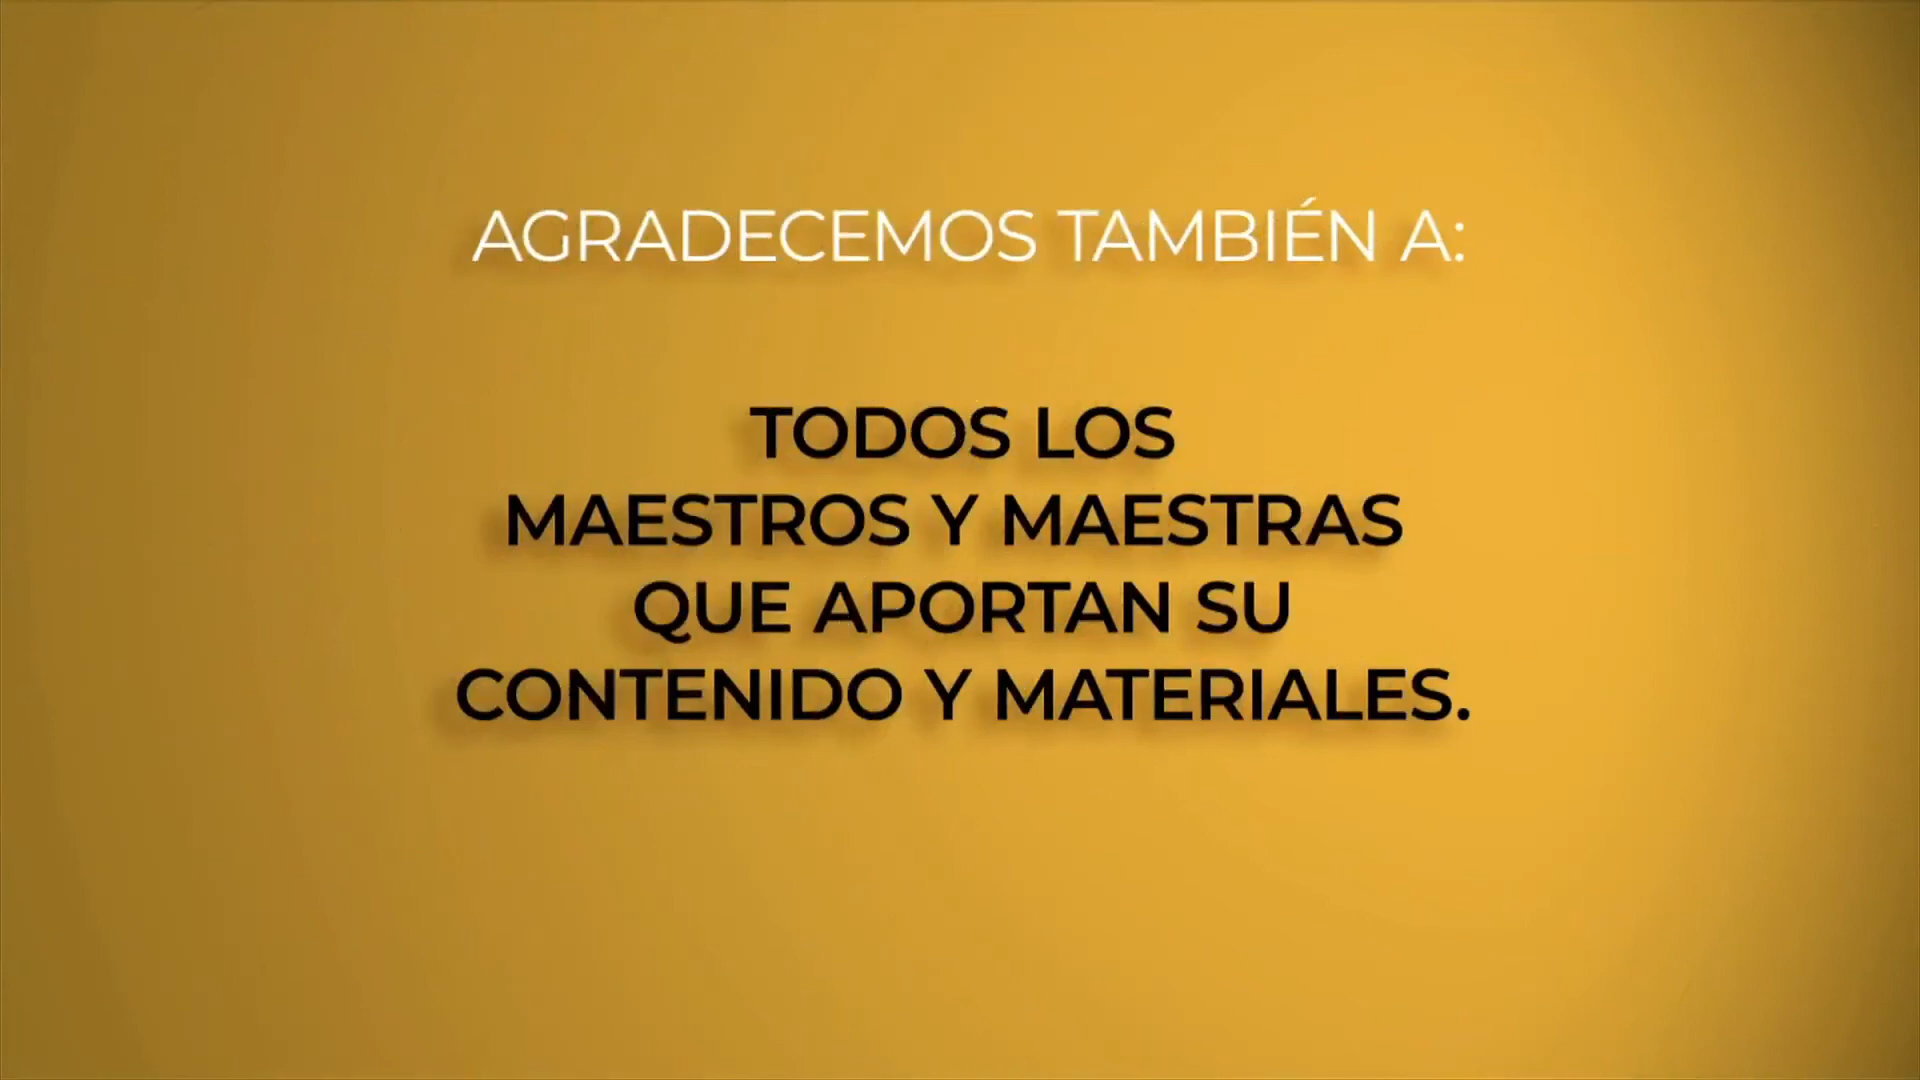 AGRADECEMOS TAMBIÉN A:
TODOS LOS
MAESTROS Y MAESTRAS
QUE APORTAN SU
CONTENIDO Y MATERIALES.